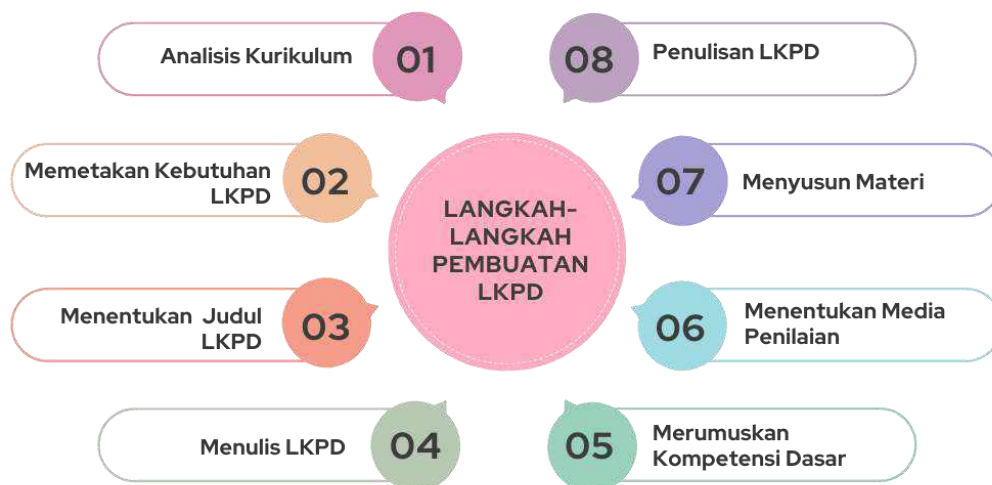 LANGKAH-
LANGKAH
PEMBUATAN
LKPD
01
Analisis Kurikulum
02
Memetakan Kebutuhan
LKPD
03
Menentukan Judul
LKPD
04
Menulis LKPD
05
Merumuskan
Kompetensi Dasar
06
Menentukan Media
Penilaian
07
Menyusun Materi
08
Penulisan LKPD